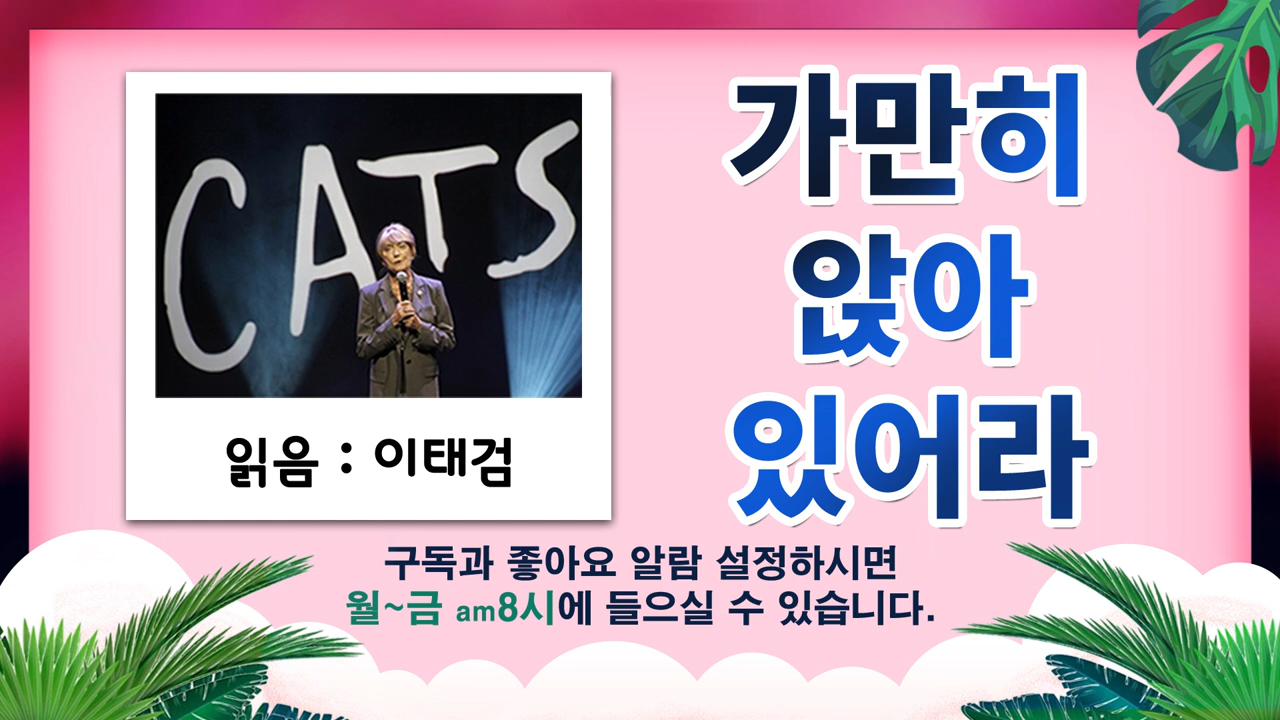 CATS
읽음 : 이태검
가만히
앉아
있어라
구독과 좋아요 알람 설정하시면
월~금 am8시에 들으실 수 있습니다.